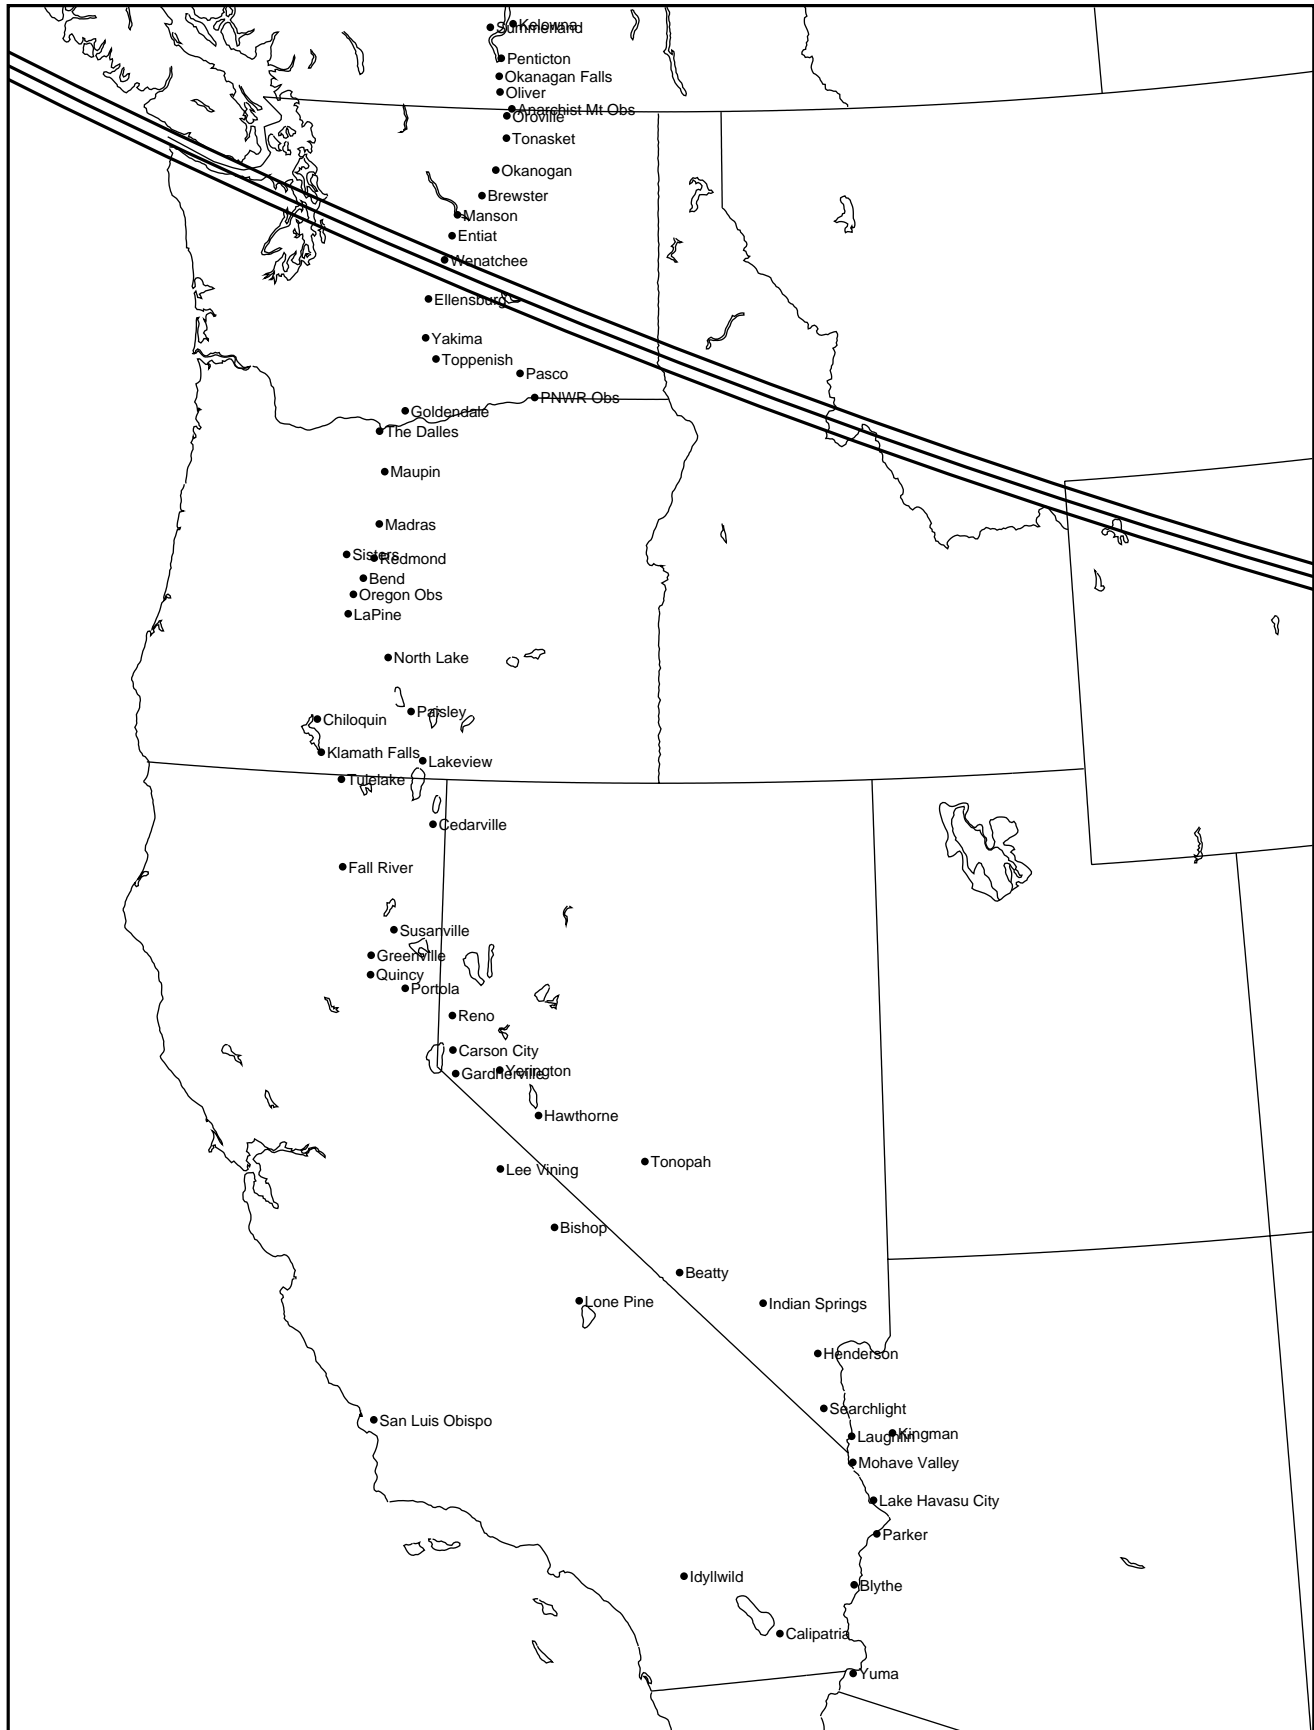 Kelowna
Summerland
Penticton
Okanagan Falls
Oliver
Anarchist Mt Obs
Oroville
Tonasket
Okanogan
Brewster
Manson
Entiat
Wenatchee
Ellensburg
Yakima
Toppenish
Pasco
PNWR Obs
Goldendale
The Dalles
Maupin
Madras
Sisters
Redmond
Bend
Oregon Obs
LaPine
North Lake
Paisley
Chiloquin
Klamath Falls
Lakeview
Tulelake
Cedarville
Fall River
Susanville
Greenville
Quincy
Portola
Reno
Carson City
Yerington
Gardnerville
Hawthorne
Tonopah
Lee Vining
Bishop
Beatty
Lone Pine
Indian Springs
Henderson
Searchlight
San Luis Obispo
Kingman
Laughlin
Mohave Valley
Lake Havasu City
Parker
Idyllwild
Blythe
Calipatria
Yuma